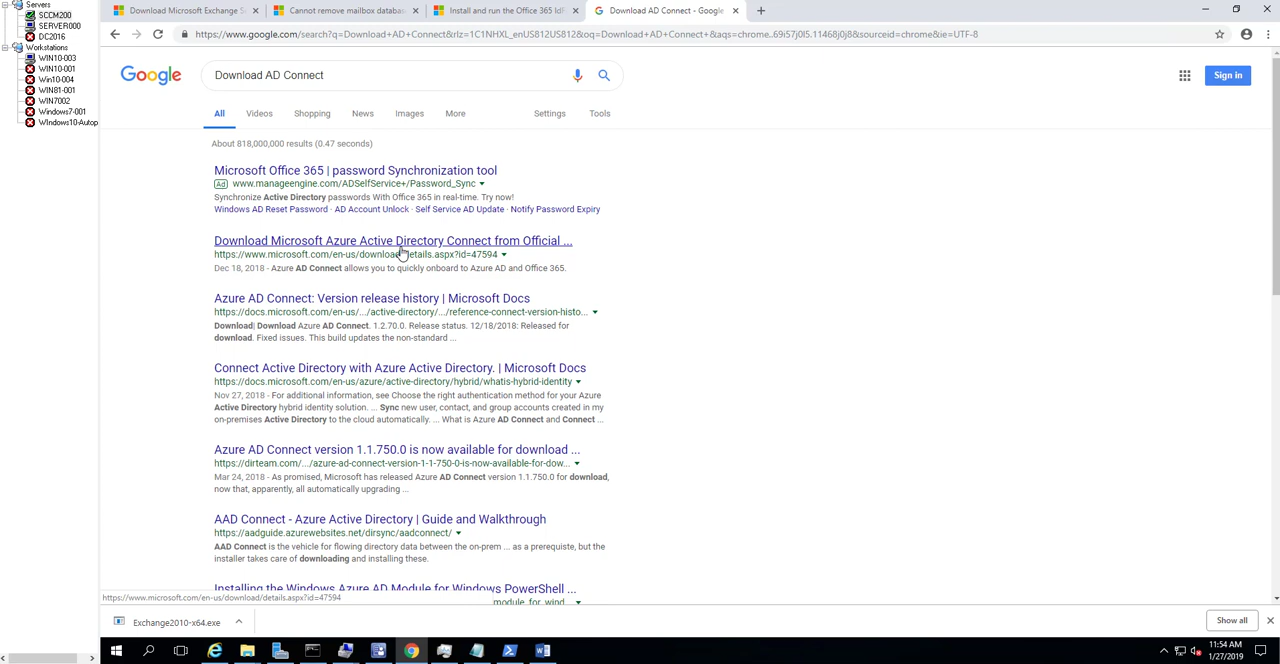 Servers
SCCM200
SERVER000
DC2016
Workstations
WIN10-003
WIN10-001
Win10-004
WIN81-001
WIN7002
Windows7-001
Windows10-Autop
Download Microsoft Exchange S
Cannot remove mailbox databas
Install and run the Office 365 IdF
Download AD Connect - Google
https://www.google.com/search?q=Download+AD+Connect&rlz=1C1NHXL_enUS812US812&oq=Download+AD+Connect+&aqs=chrome..69i57j0l5.11468j0j8&sourceid=chrome&ie=UTF-8
Google
Download AD Connect
Sign in
All Videos Shopping News Images More Settings Tools
About 818,000,000 results (0.47 seconds)
Microsoft Office 365 | password Synchronization tool
Ad www.manageengine.com/ADSelfService+/Password_Sync
Synchronize Active Directory passwords With Office 365 in real-time. Try now!
Windows AD Reset Password · AD Account Unlock · Self Service AD Update · Notify Password Expiry
Download Microsoft Azure Active Directory Connect from Official ...
https://www.microsoft.com/en-us/download/details.aspx?id=47594
Dec 18, 2018 - Azure AD Connect allows you to quickly onboard to Azure AD and Office 365.
Azure AD Connect: Version release history | Microsoft Docs
https://docs.microsoft.com/en-us/.../active-directory/.../reference-connect-version-histo...
Download| Download Azure AD Connect. 1.2.70.0. Release status. 12/18/2018: Released for
download. Fixed issues. This build updates the non-standard ...
Connect Active Directory with Azure Active Directory. | Microsoft Docs
https://docs.microsoft.com/en-us/azure/active-directory/hybrid/whatis-hybrid-identity
Nov 27, 2018 - For additional information, see Choose the right authentication method for your Azure
Active Directory hybrid identity solution. ... Sync new user, contact, and group accounts created in my
on-premises Active Directory to the cloud automatically. ... What is Azure AD Connect and Connect ...
Azure AD Connect version 1.1.750.0 is now available for download ...
https://dirteam.com/.../azure-ad-connect-version-1-1-750-0-is-now-available-for-dow...
Mar 24, 2018 - As promised, Microsoft has released Azure AD Connect version 1.1.750.0 for download,
now that, apparently, all automatically upgrading ...
AAD Connect - Azure Active Directory | Guide and Walkthrough
https://aadguide.azurewebsites.net/dirsync/aadconnect/
AAD Connect is the vehicle for flowing directory data between the on-prem ... as a prerequiste, but the
installer takes care of downloading and installing these.
Installing the Windows Azure AD Module for Windows PowerShell ...
https://www.microsoft.com/en-us/download/details.aspx?id=47594
module_for_wind...
Exchange2010-x64.exe
Show all
11:54 AM
1/27/2019